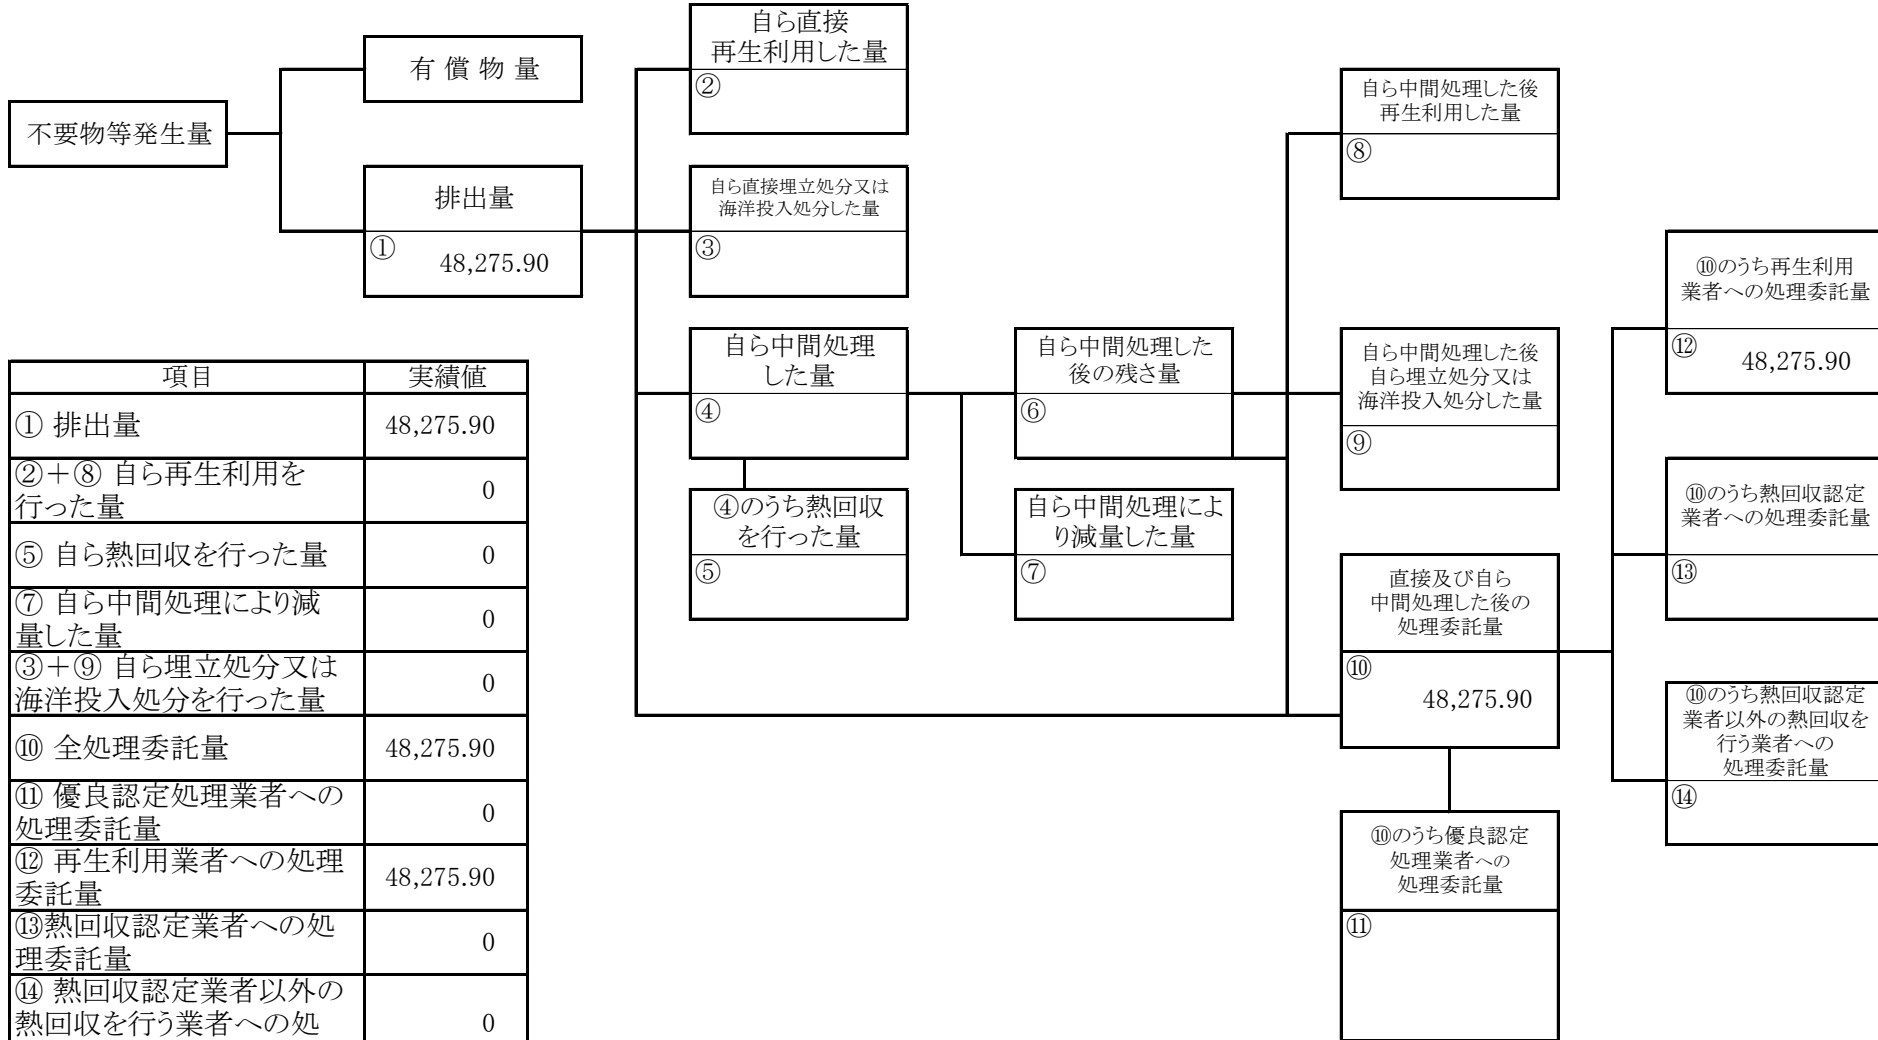 不要物等発生量
有 償 物 量
排出量
①
48,275.90
自ら直接
再生利用した量
②
自ら直接埋立処分又は
海洋投入処分した量
③
自ら中間処理
した量
④
④のうち熱回収
を行った量
⑤
自ら中間処理した
後の残さ量
⑥
自ら中間処理によ
り減量した量
⑦
自ら中間処理した後
再生利用した量
⑧
自ら中間処理した後
自ら埋立処分又は
海洋投入処分した量
⑨
直接及び自ら
中間処理した後の
処理委託量
⑩
48,275.90
⑩のうち優良認定
処理業者への
処理委託量
⑪
⑩のうち再生利用
業者への処理委託量
⑫
48,275.90
⑩のうち熱回収認定
業者への処理委託量
⑬
⑩のうち熱回収認定
業者以外の熱回収を
行う業者への
処理委託量
⑭
項目 実績値
① 排出量 48,275.90
②+⑧ 自ら再生利用を
行った量 0
⑤ 自ら熱回収を行った量 0
⑦ 自ら中間処理により減
量した量 0
③+⑨ 自ら埋立処分又は
海洋投入処分を行った量 0
⑩ 全処理委託量 48,275.90
⑪ 優良認定処理業者への
処理委託量 0
⑫ 再生利用業者への処理
委託量 48,275.90
⑬熱回収認定業者への処
理委託量 0
⑭ 熱回収認定業者以外の
熱回収を行う業者への処 0